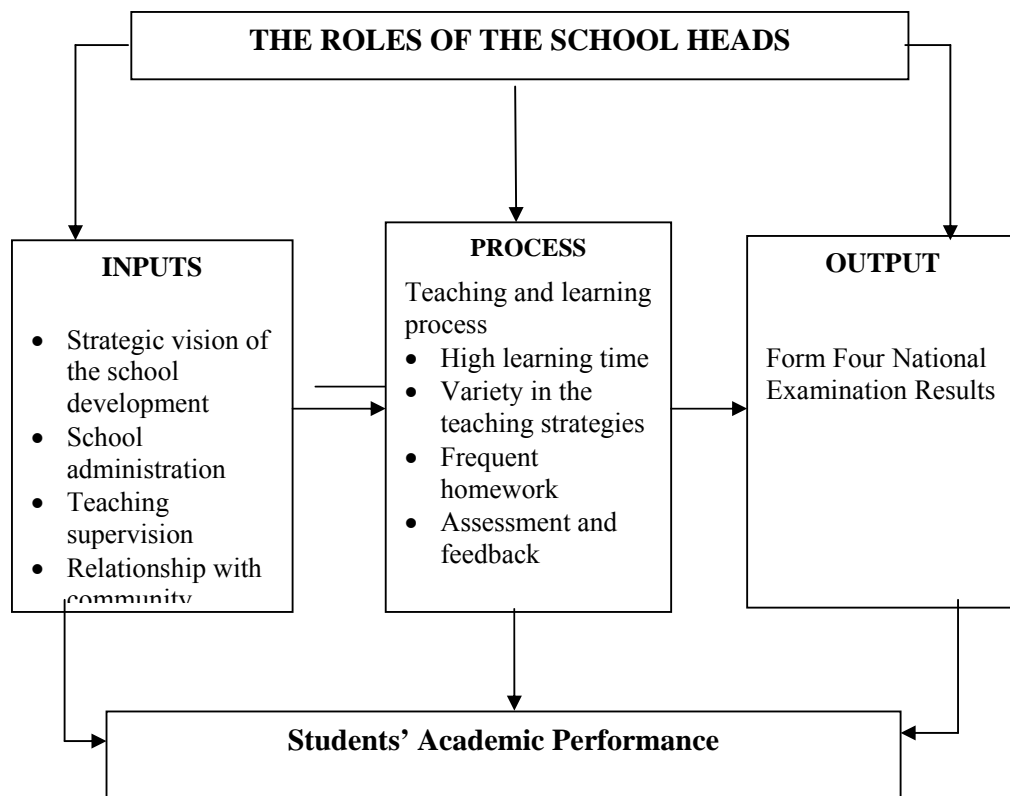 THE ROLES OF THE SCHOOL HEADS
INPUTS
• Strategic vision of
the school
development
• School
administration
• Teaching
supervision
• Relationship with
community
PROCESS
Teaching and learning
process
• High learning time
• Variety in the
teaching strategies
• Frequent
homework
• Assessment and
feedback
OUTPUT
Form Four National
Examination Results
Students’ Academic Performance